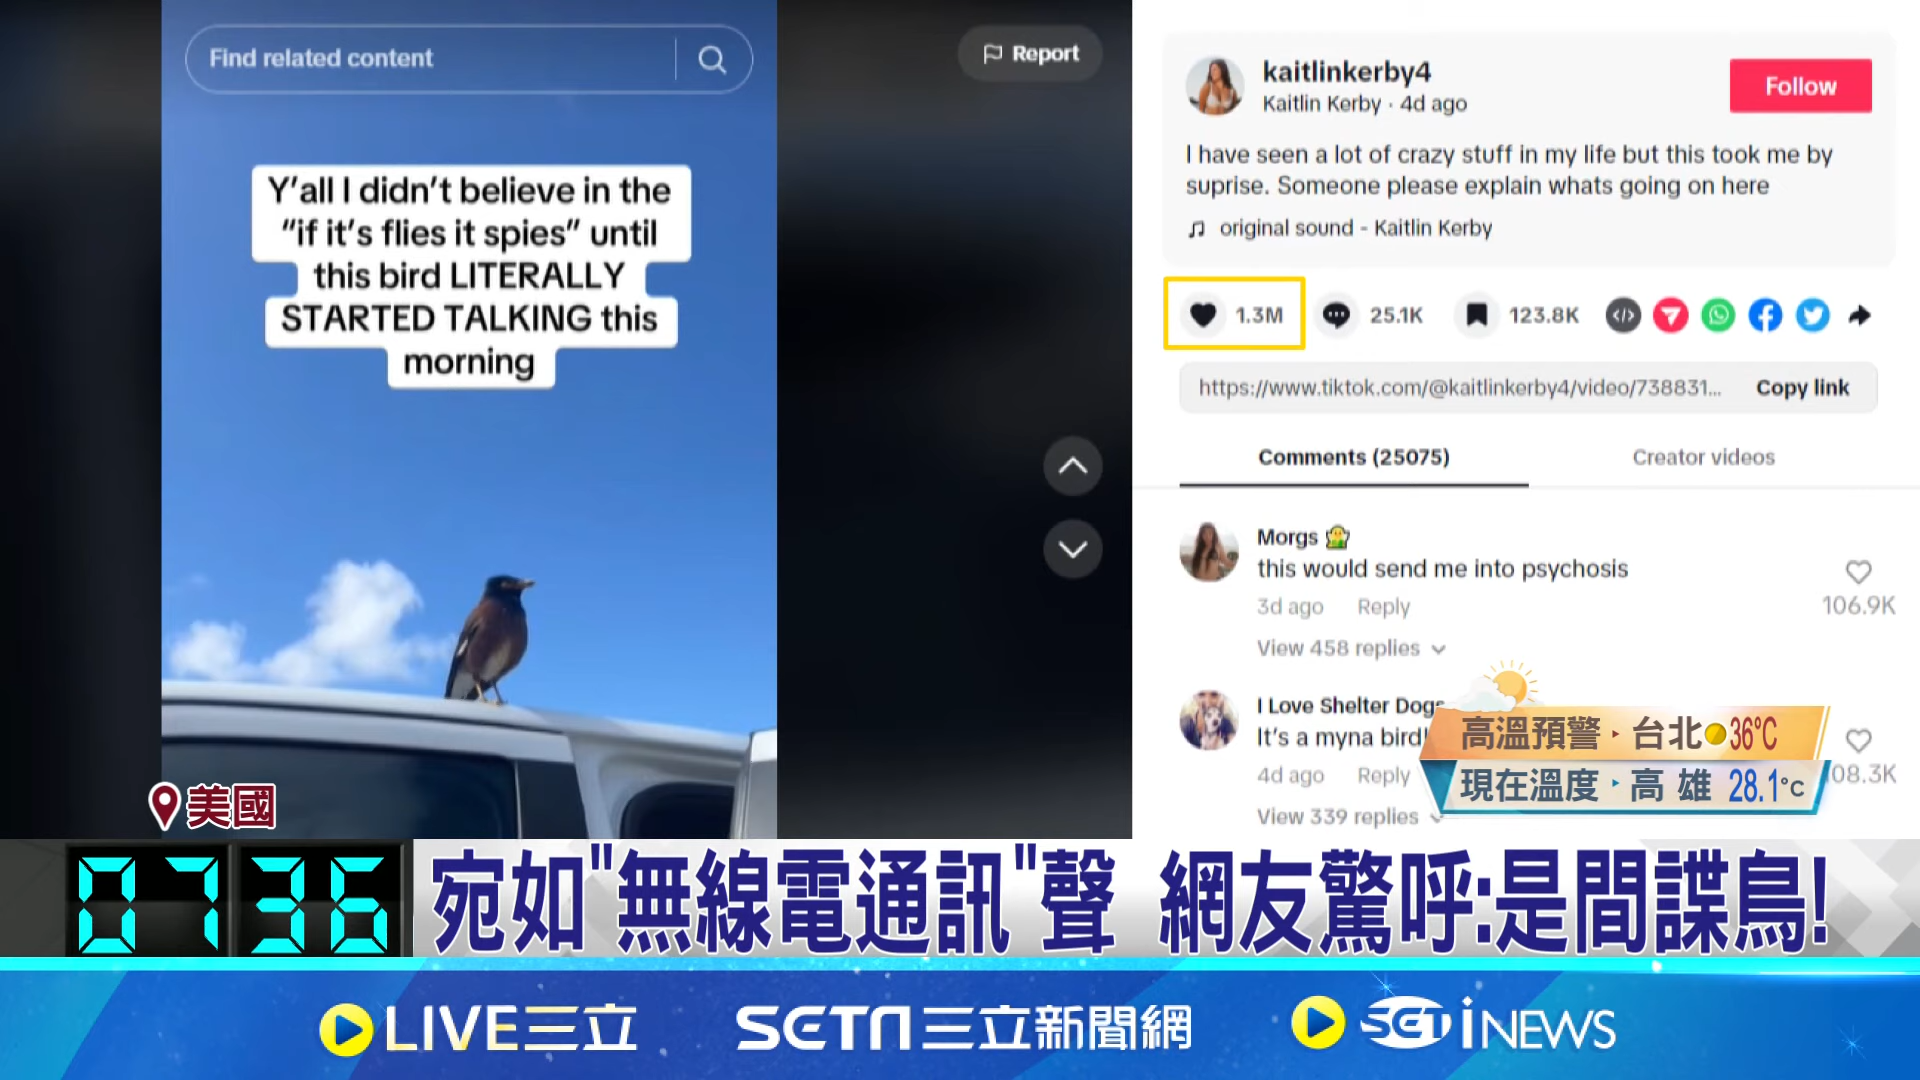 Find related content
Report
Y'all I didn't believe in the
“if it's flies it spies” until
this bird LITERALLY
STARTED TALKING this
morning
kaitlinkerby4
Kaitlin Kerby · 4d ago
Follow
I have seen a lot of crazy stuff in my life but this took me by
suprise. Someone please explain whats going on here
original sound - Kaitlin Kerby
1.3M
25.1K
123.8K
https://www.tiktok.com/@kaitlinkerby4/video/738831...
Copy link
Comments (25075)
Creator videos
Morgs
this would send me into psychosis
3d ago
Reply
106.9K
View 458 replies
I Love Shelter Dogs
It's a myna bird!
4d ago
Reply
08.3K
View 339 replies
高溫預警 台北 36°C
現在溫度 高雄 28.1°C
美國
0736
宛如"無線電通訊"聲 網友驚呼:是間諜鳥!
LIVE三立
SETN三立新聞網
SET iNEWS